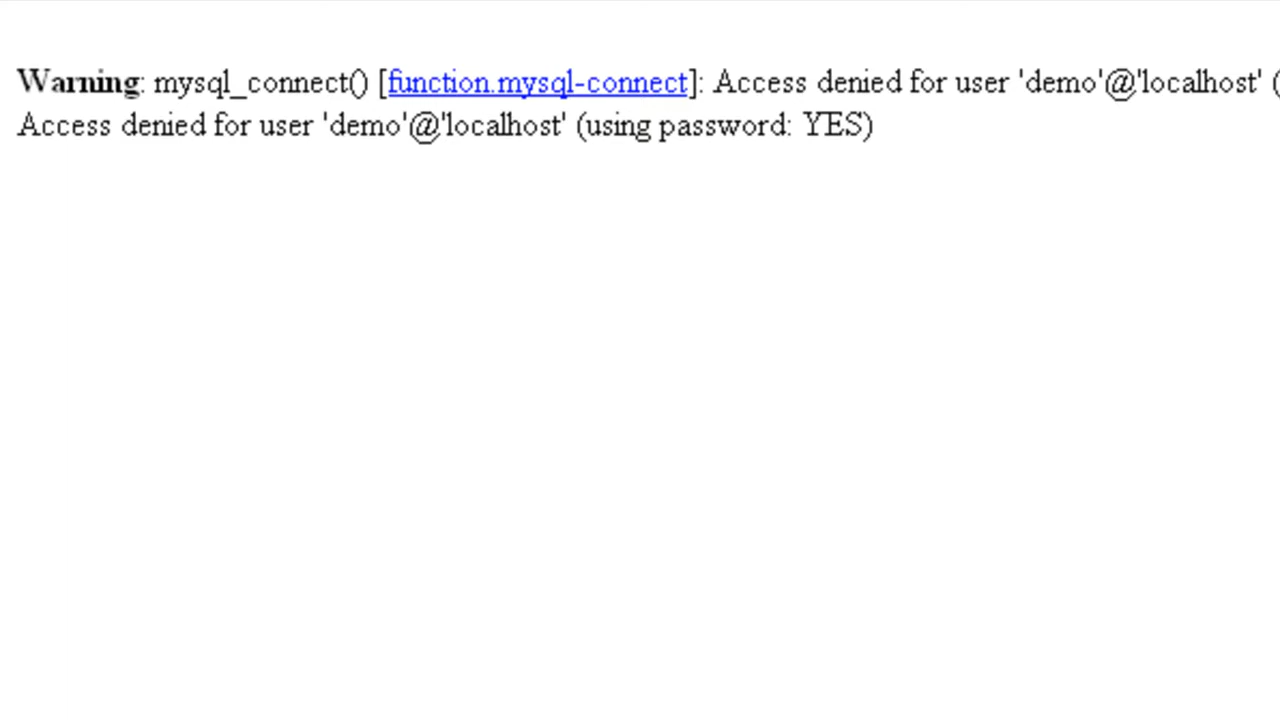 Warning: mysql_connect() [function.mysql-connect]: Access denied for user 'demo'@'localhost' (
Access denied for user 'demo'@'localhost' (using password: YES)